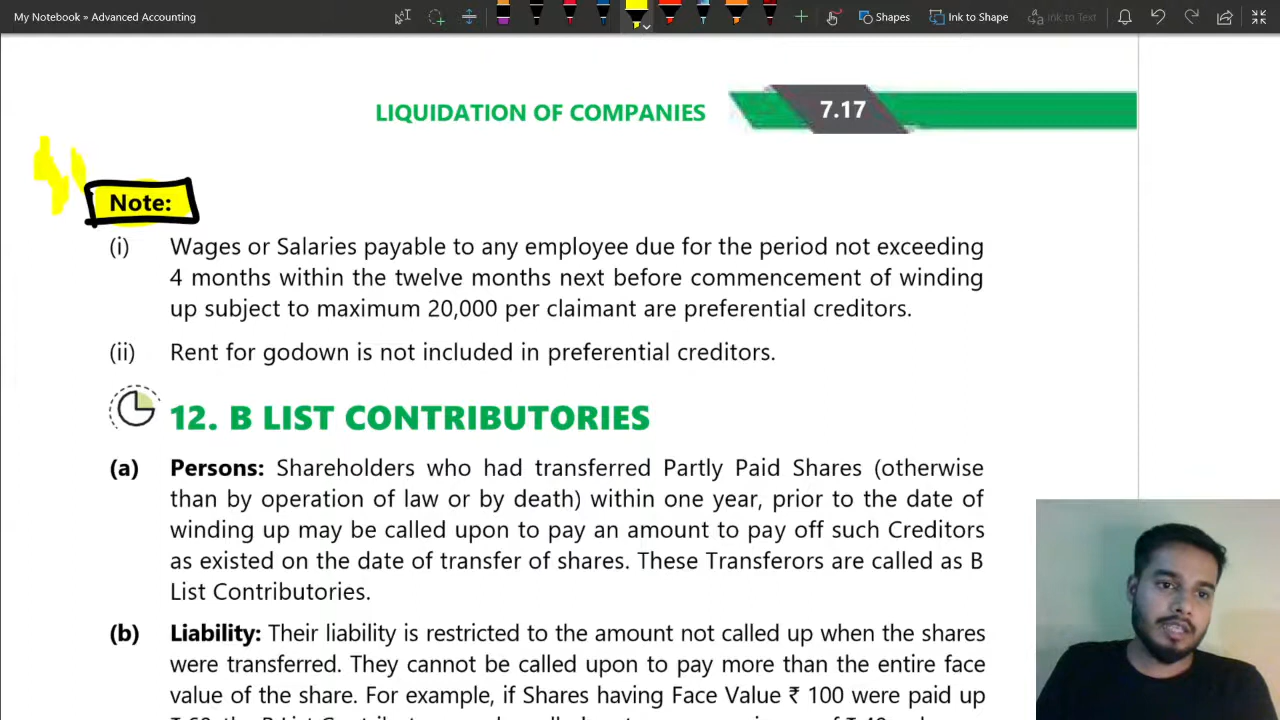 My Notebook » Advanced Accounting
Shapes
Ink to Shape
Ink to Text
LIQUIDATION OF COMPANIES
7.17
Note:
(i) Wages or Salaries payable to any employee due for the period not exceeding
4 months within the twelve months next before commencement of winding
up subject to maximum 20,000 per claimant are preferential creditors.
(ii) Rent for godown is not included in preferential creditors.
12. B LIST CONTRIBUTORIES
(a) Persons: Shareholders who had transferred Partly Paid Shares (otherwise
than by operation of law or by death) within one year, prior to the date of
winding up may be called upon to pay an amount to pay off such Creditors
as existed on the date of transfer of shares. These Transferors are called as B
List Contributories.
(b) Liability: Their liability is restricted to the amount not called up when the shares
were transferred. They cannot be called upon to pay more than the entire face
value of the share. For example, if Shares having Face Value ₹ 100 were paid up